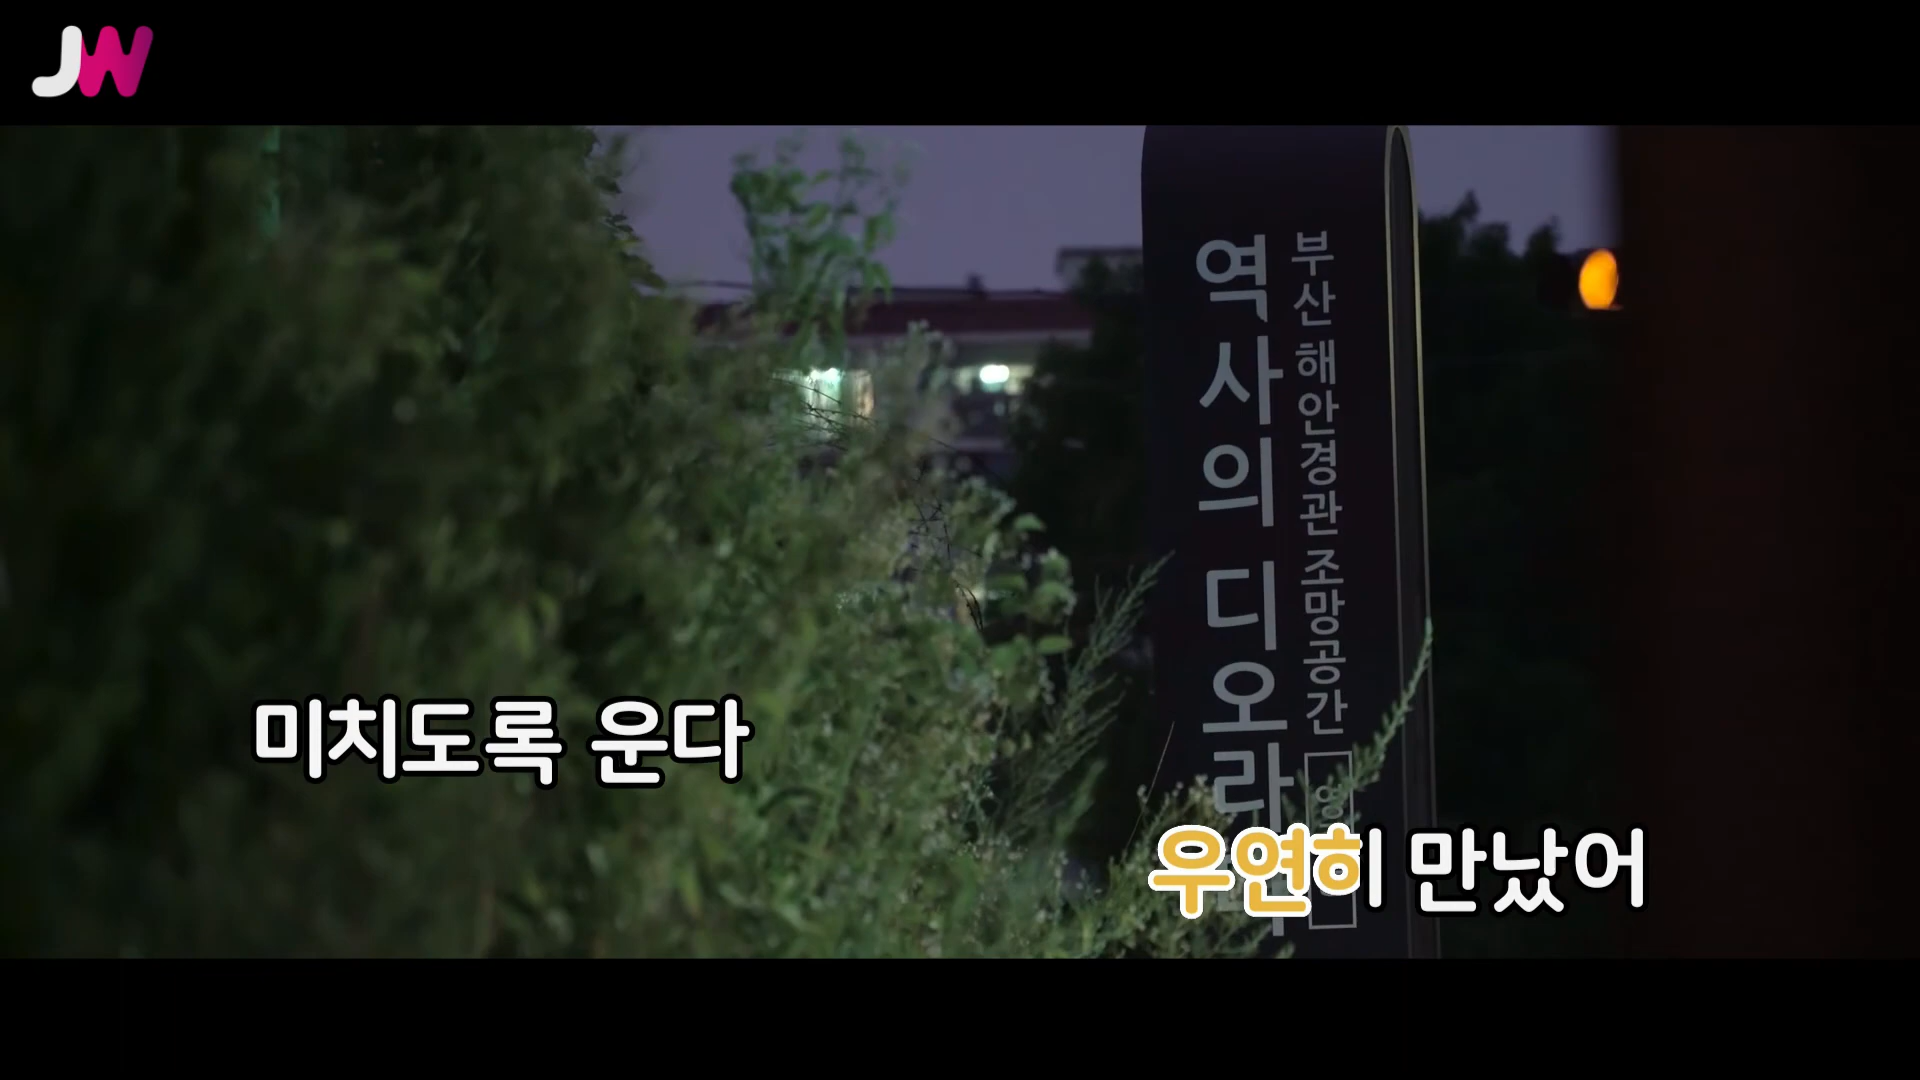 JW
부산 해안경관 조망공간
역사의 디오라
미치도록 운다
우연히 만났어